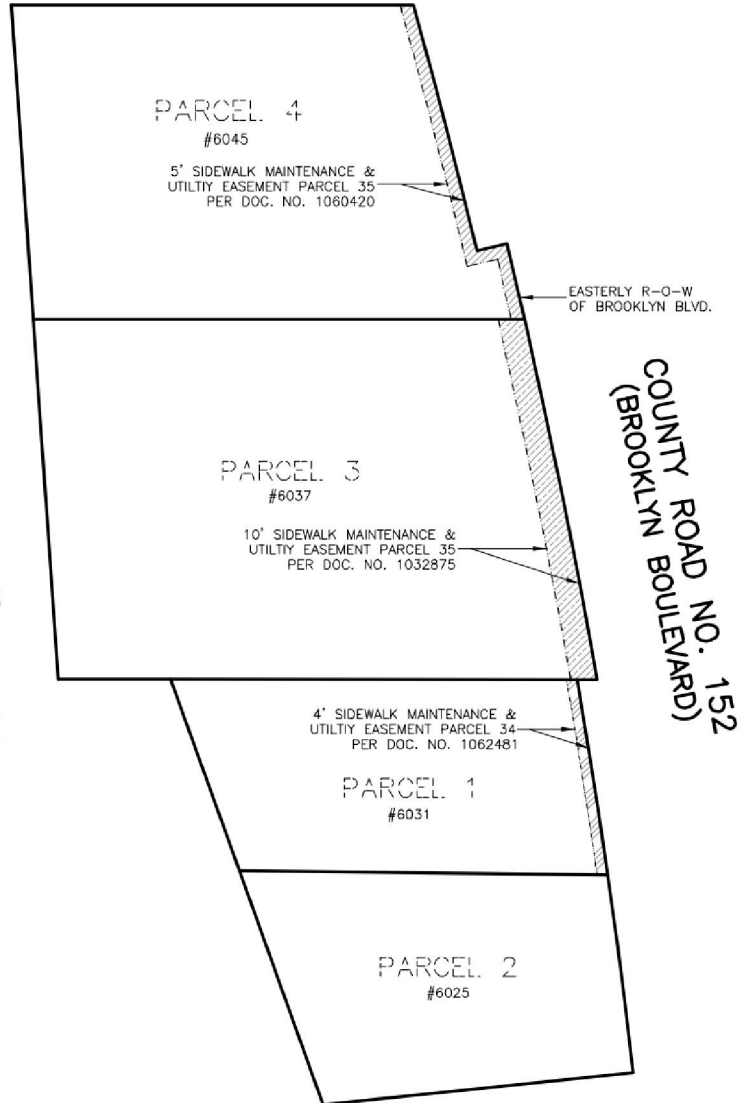 PARCEL 4
#6045
5' SIDEWALK MAINTENANCE &
UTILTIY EASEMENT PARCEL 35
PER DOC. NO. 1060420
EASTERLY R-O-W
OF BROOKLYN BLVD.
COUNTY ROAD NO. 152
(BROOKLYN BOULEVARD)
PARCEL 3
#6037
10' SIDEWALK MAINTENANCE &
UTILTIY EASEMENT PARCEL 35
PER DOC. NO. 1032875
4' SIDEWALK MAINTENANCE &
UTILTIY EASEMENT PARCEL 34
PER DOC. NO. 1062481
PARCEL 1
#6031
PARCEL 2
#6025